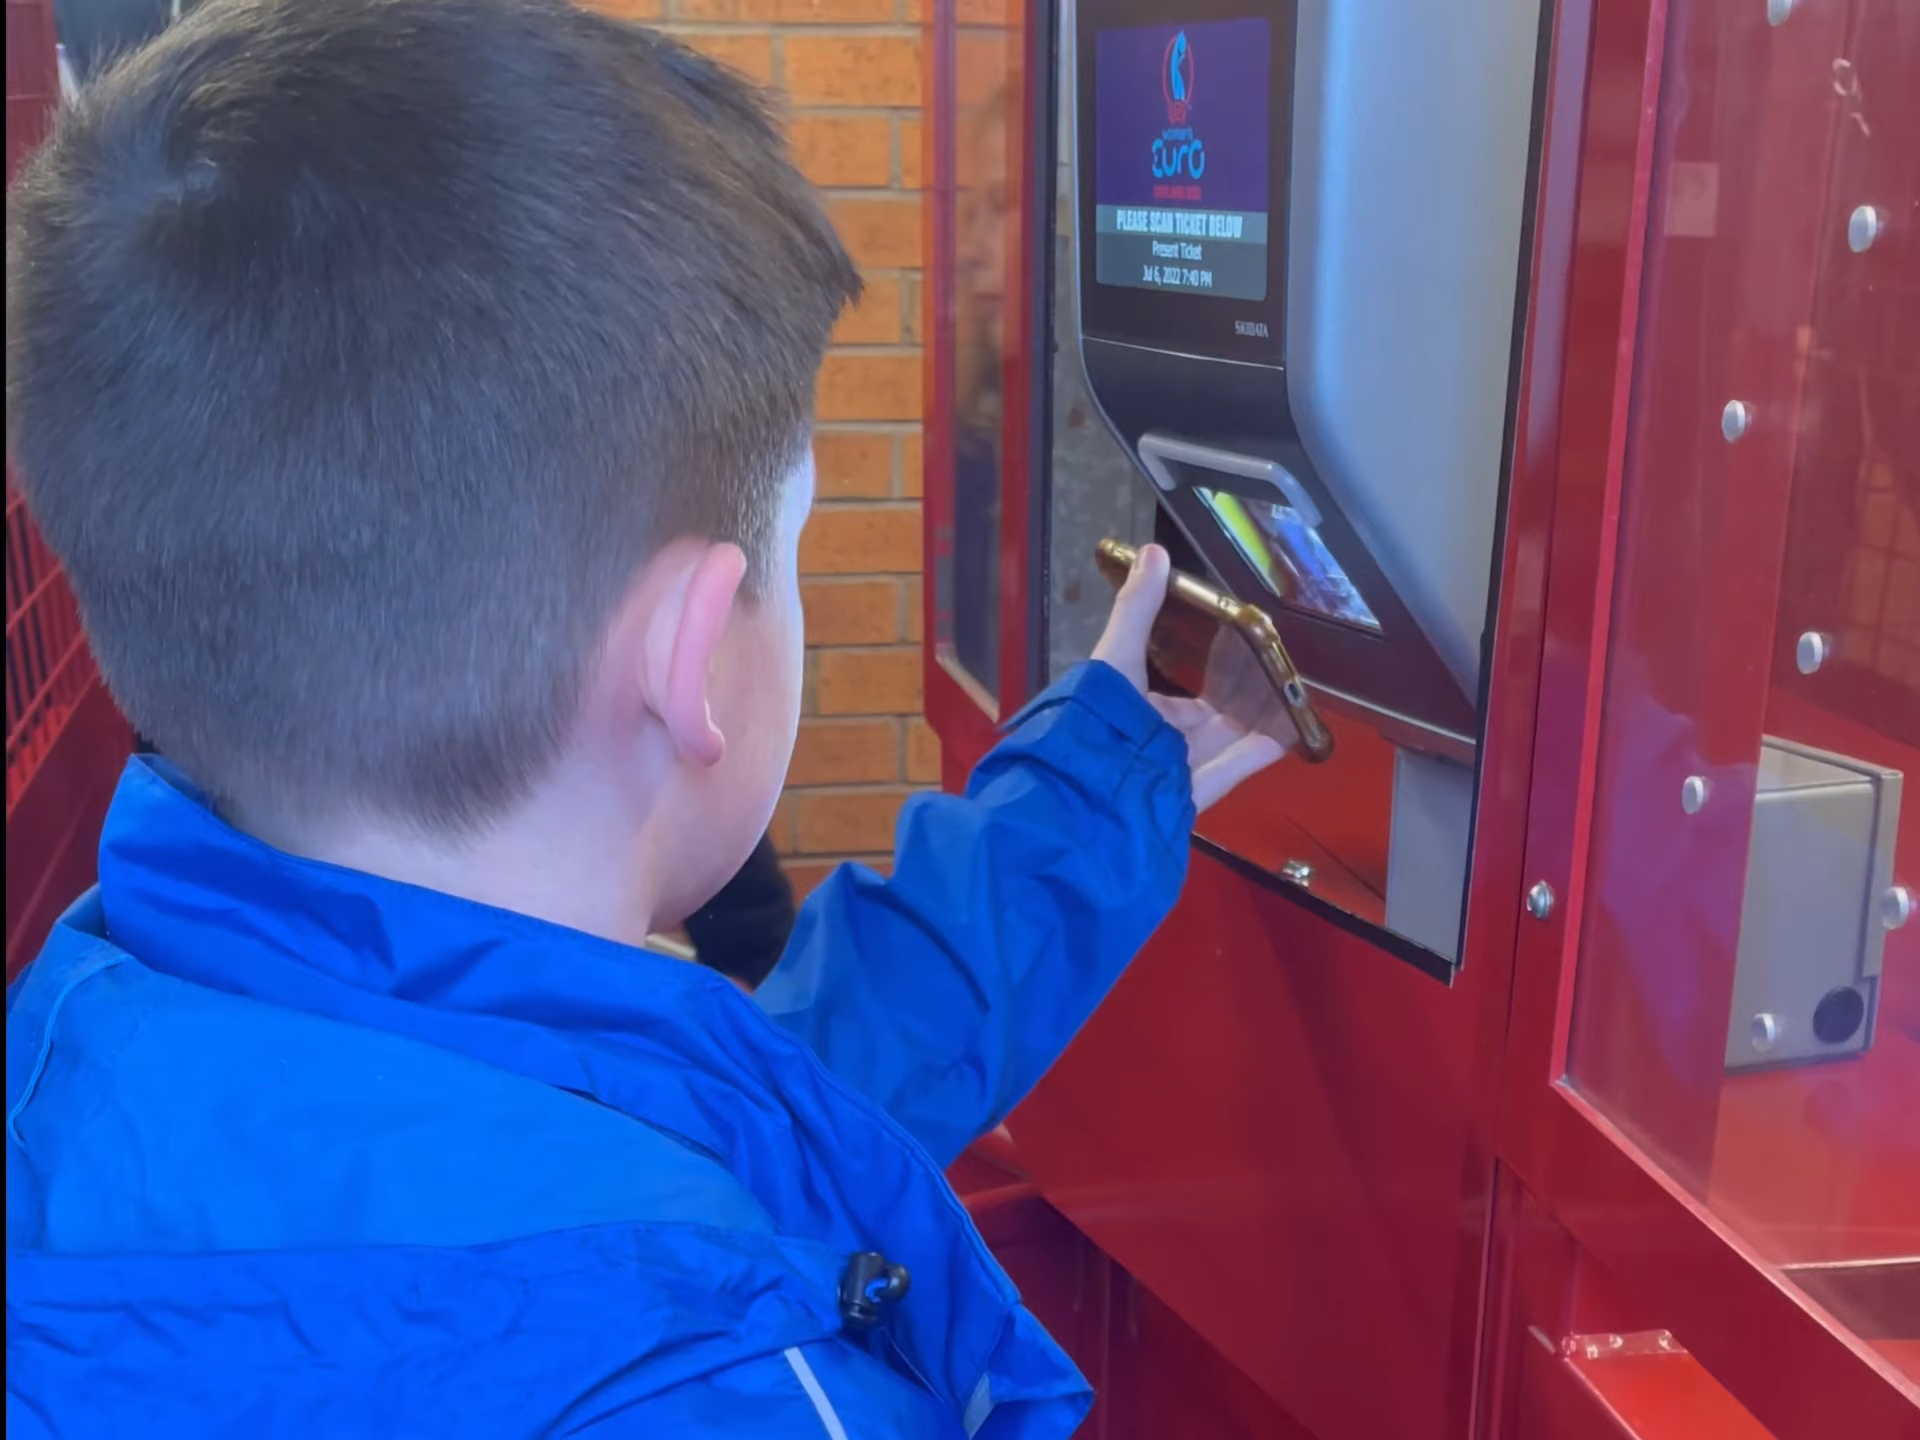 WOMEN'S
EURO
PLEASE SCAN TICKET BELOW
Present Ticket
Jul 6, 2022 7:40 PM
SKIDATA